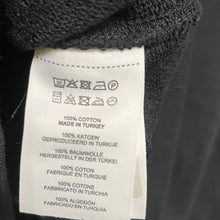 100% COTTON
MADE IN TURKEY
100% KATOEN
GEPRODUCEERD IN TURKIJE
100% BAUMWOLLE
HERGESTELLT IN DER TÜRKEI
100% COTON
FABRIQUÉ EN TURQUIE
100% COTONE
FABBRICATO IN TURCHIA
100% ALGODÓN
FABRICADO EN TURQUIA